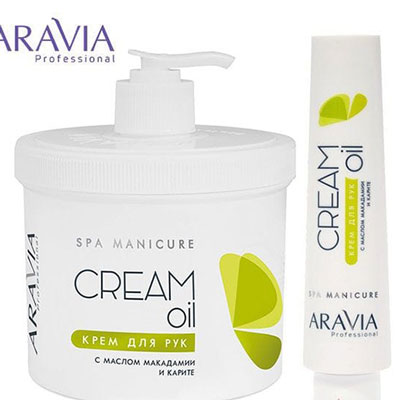 ARAVIA
Professional
SPA MANICURE
CREAM
oil
КРЕМ ДЛЯ РУК
С МАСЛОМ МАКАДАМИИ
И КАРИТЕ
ARAVIA
Professional
CREAM
oil
КРЕМ ДЛЯ РУК
С МАСЛОМ МАКАДАМИИ
И КАРИТЕ
SPA MANICURE
ARAVIA
Professional